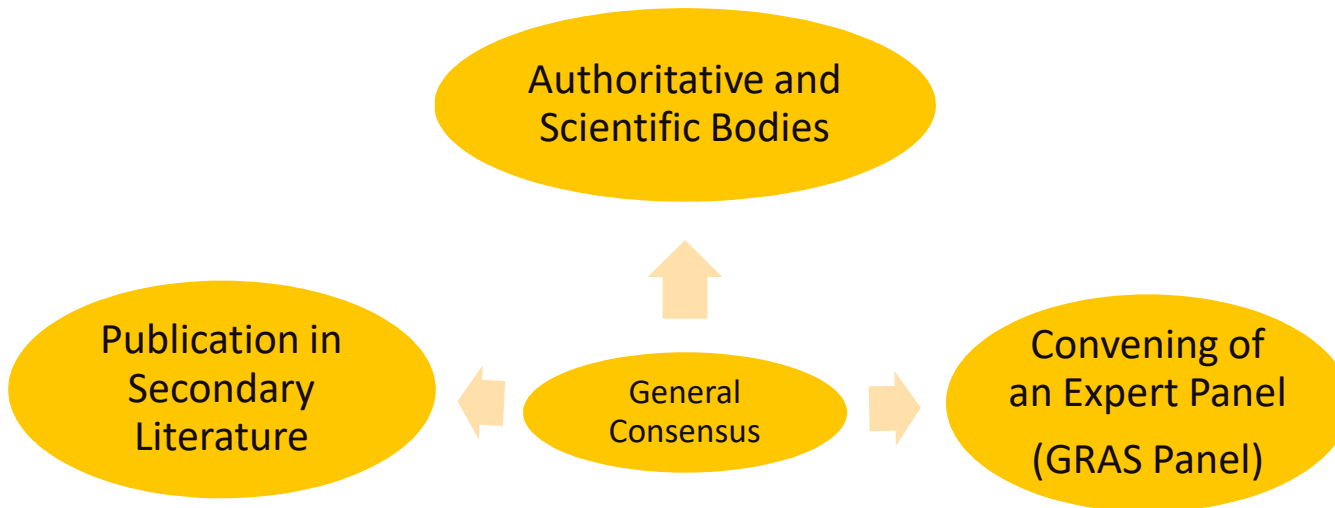 Authoritative and
Scientific Bodies
Publication in
Secondary
Literature
General
Consensus
Convening of
an Expert Panel
(GRAS Panel)